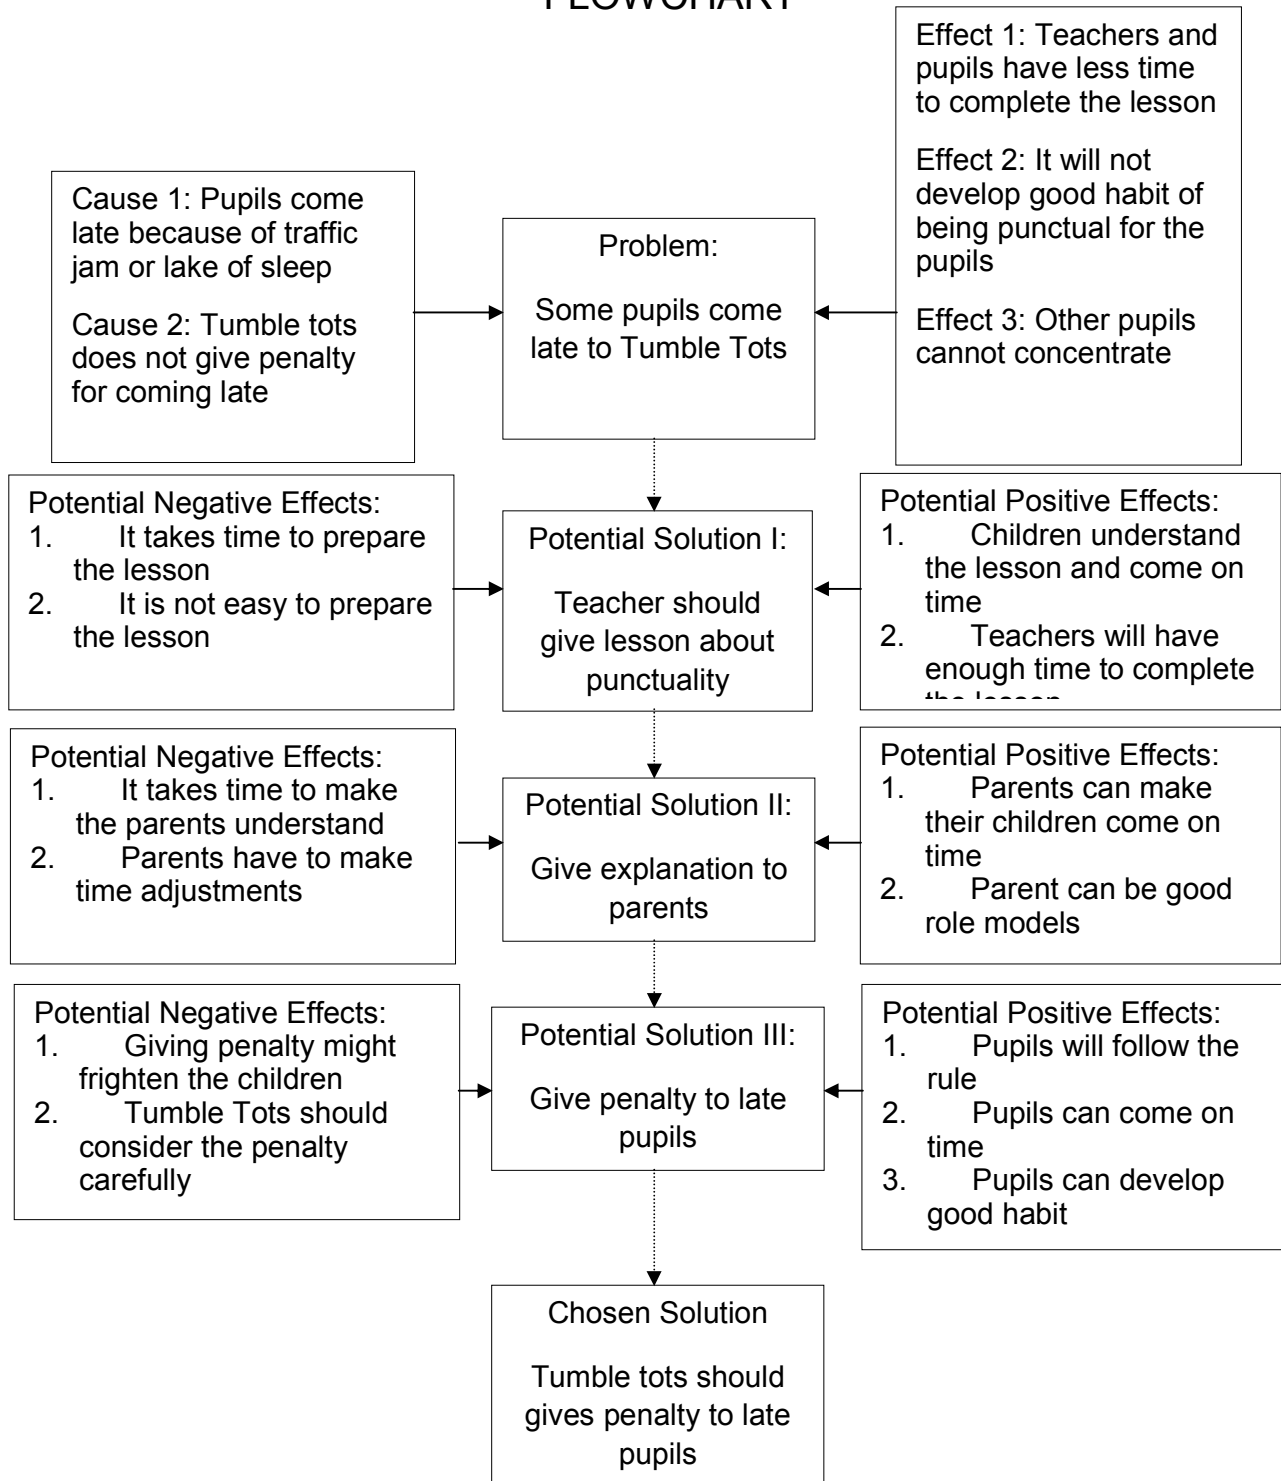 FLOWCHART
Effect 1: Teachers and
pupils have less time
to complete the lesson
Effect 2: It will not
develop good habit of
being punctual for the
pupils
Effect 3: Other pupils
cannot concentrate
Cause 1: Pupils come
late because of traffic
jam or lake of sleep
Cause 2: Tumble tots
does not give penalty
for coming late
Problem:
Some pupils come
late to Tumble Tots
Potential Negative Effects:
1. It takes time to prepare
the lesson
2. It is not easy to prepare
the lesson
Potential Solution I:
Teacher should
give lesson about
punctuality
Potential Positive Effects:
1. Children understand
the lesson and come on
time
2. Teachers will have
enough time to complete
the lesson
Potential Negative Effects:
1. It takes time to make
the parents understand
2. Parents have to make
time adjustments
Potential Solution II:
Give explanation to
parents
Potential Positive Effects:
1. Parents can make
their children come on
time
2. Parent can be good
role models
Potential Negative Effects:
1. Giving penalty might
frighten the children
2. Tumble Tots should
consider the penalty
carefully
Potential Solution III:
Give penalty to late
pupils
Potential Positive Effects:
1. Pupils will follow the
rule
2. Pupils can come on
time
3. Pupils can develop
good habit
Chosen Solution
Tumble tots should
gives penalty to late
pupils